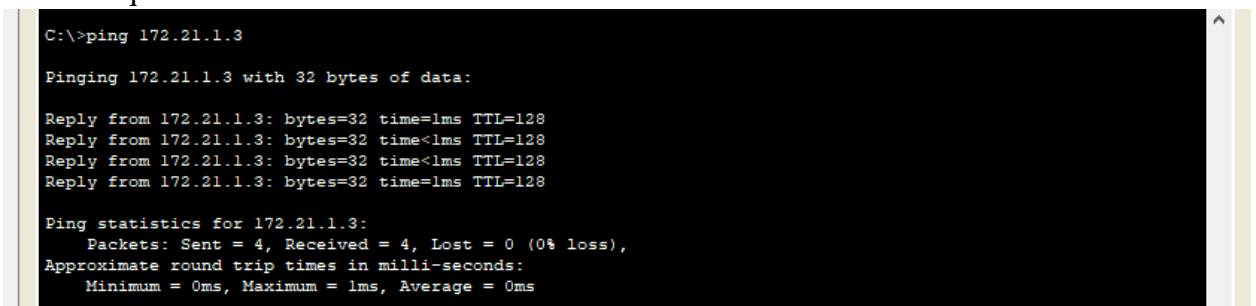 C:\>ping 172.21.1.3
Pinging 172.21.1.3 with 32 bytes of data:
Reply from 172.21.1.3: bytes=32 time=1ms TTL=128
Reply from 172.21.1.3: bytes=32 time<1ms TTL=128
Reply from 172.21.1.3: bytes=32 time<1ms TTL=128
Reply from 172.21.1.3: bytes=32 time=1ms TTL=128
Ping statistics for 172.21.1.3:
Packets: Sent = 4, Received = 4, Lost = 0 (0% loss),
Approximate round trip times in milli-seconds:
Minimum = 0ms, Maximum = 1ms, Average = 0ms